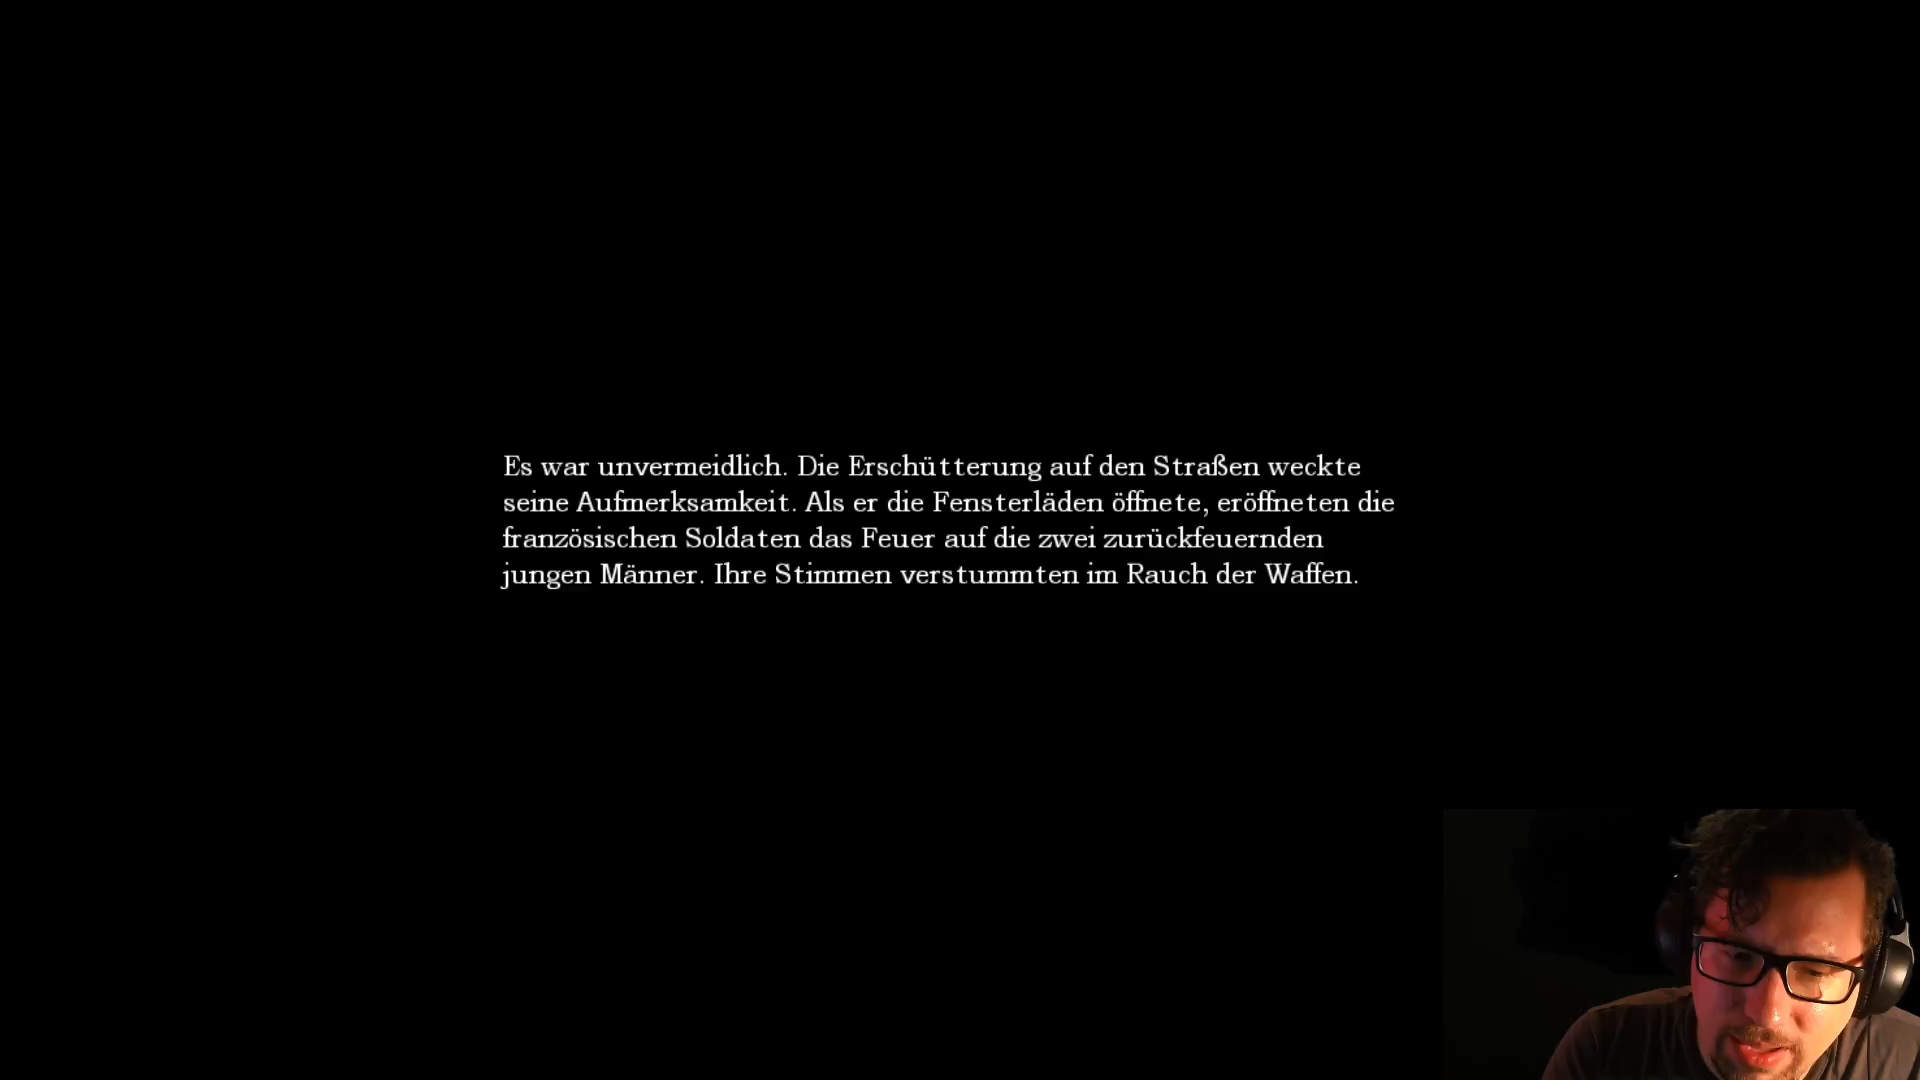 Es war unvermeidlich. Die Erschütterung auf den Straßen weckte
seine Aufmerksamkeit. Als er die Fensterläden öffnete, eröffneten die
französischen Soldaten das Feuer auf die zwei zurückfeuernden
jungen Männer. Ihre Stimmen verstummten im Rauch der Waffen.